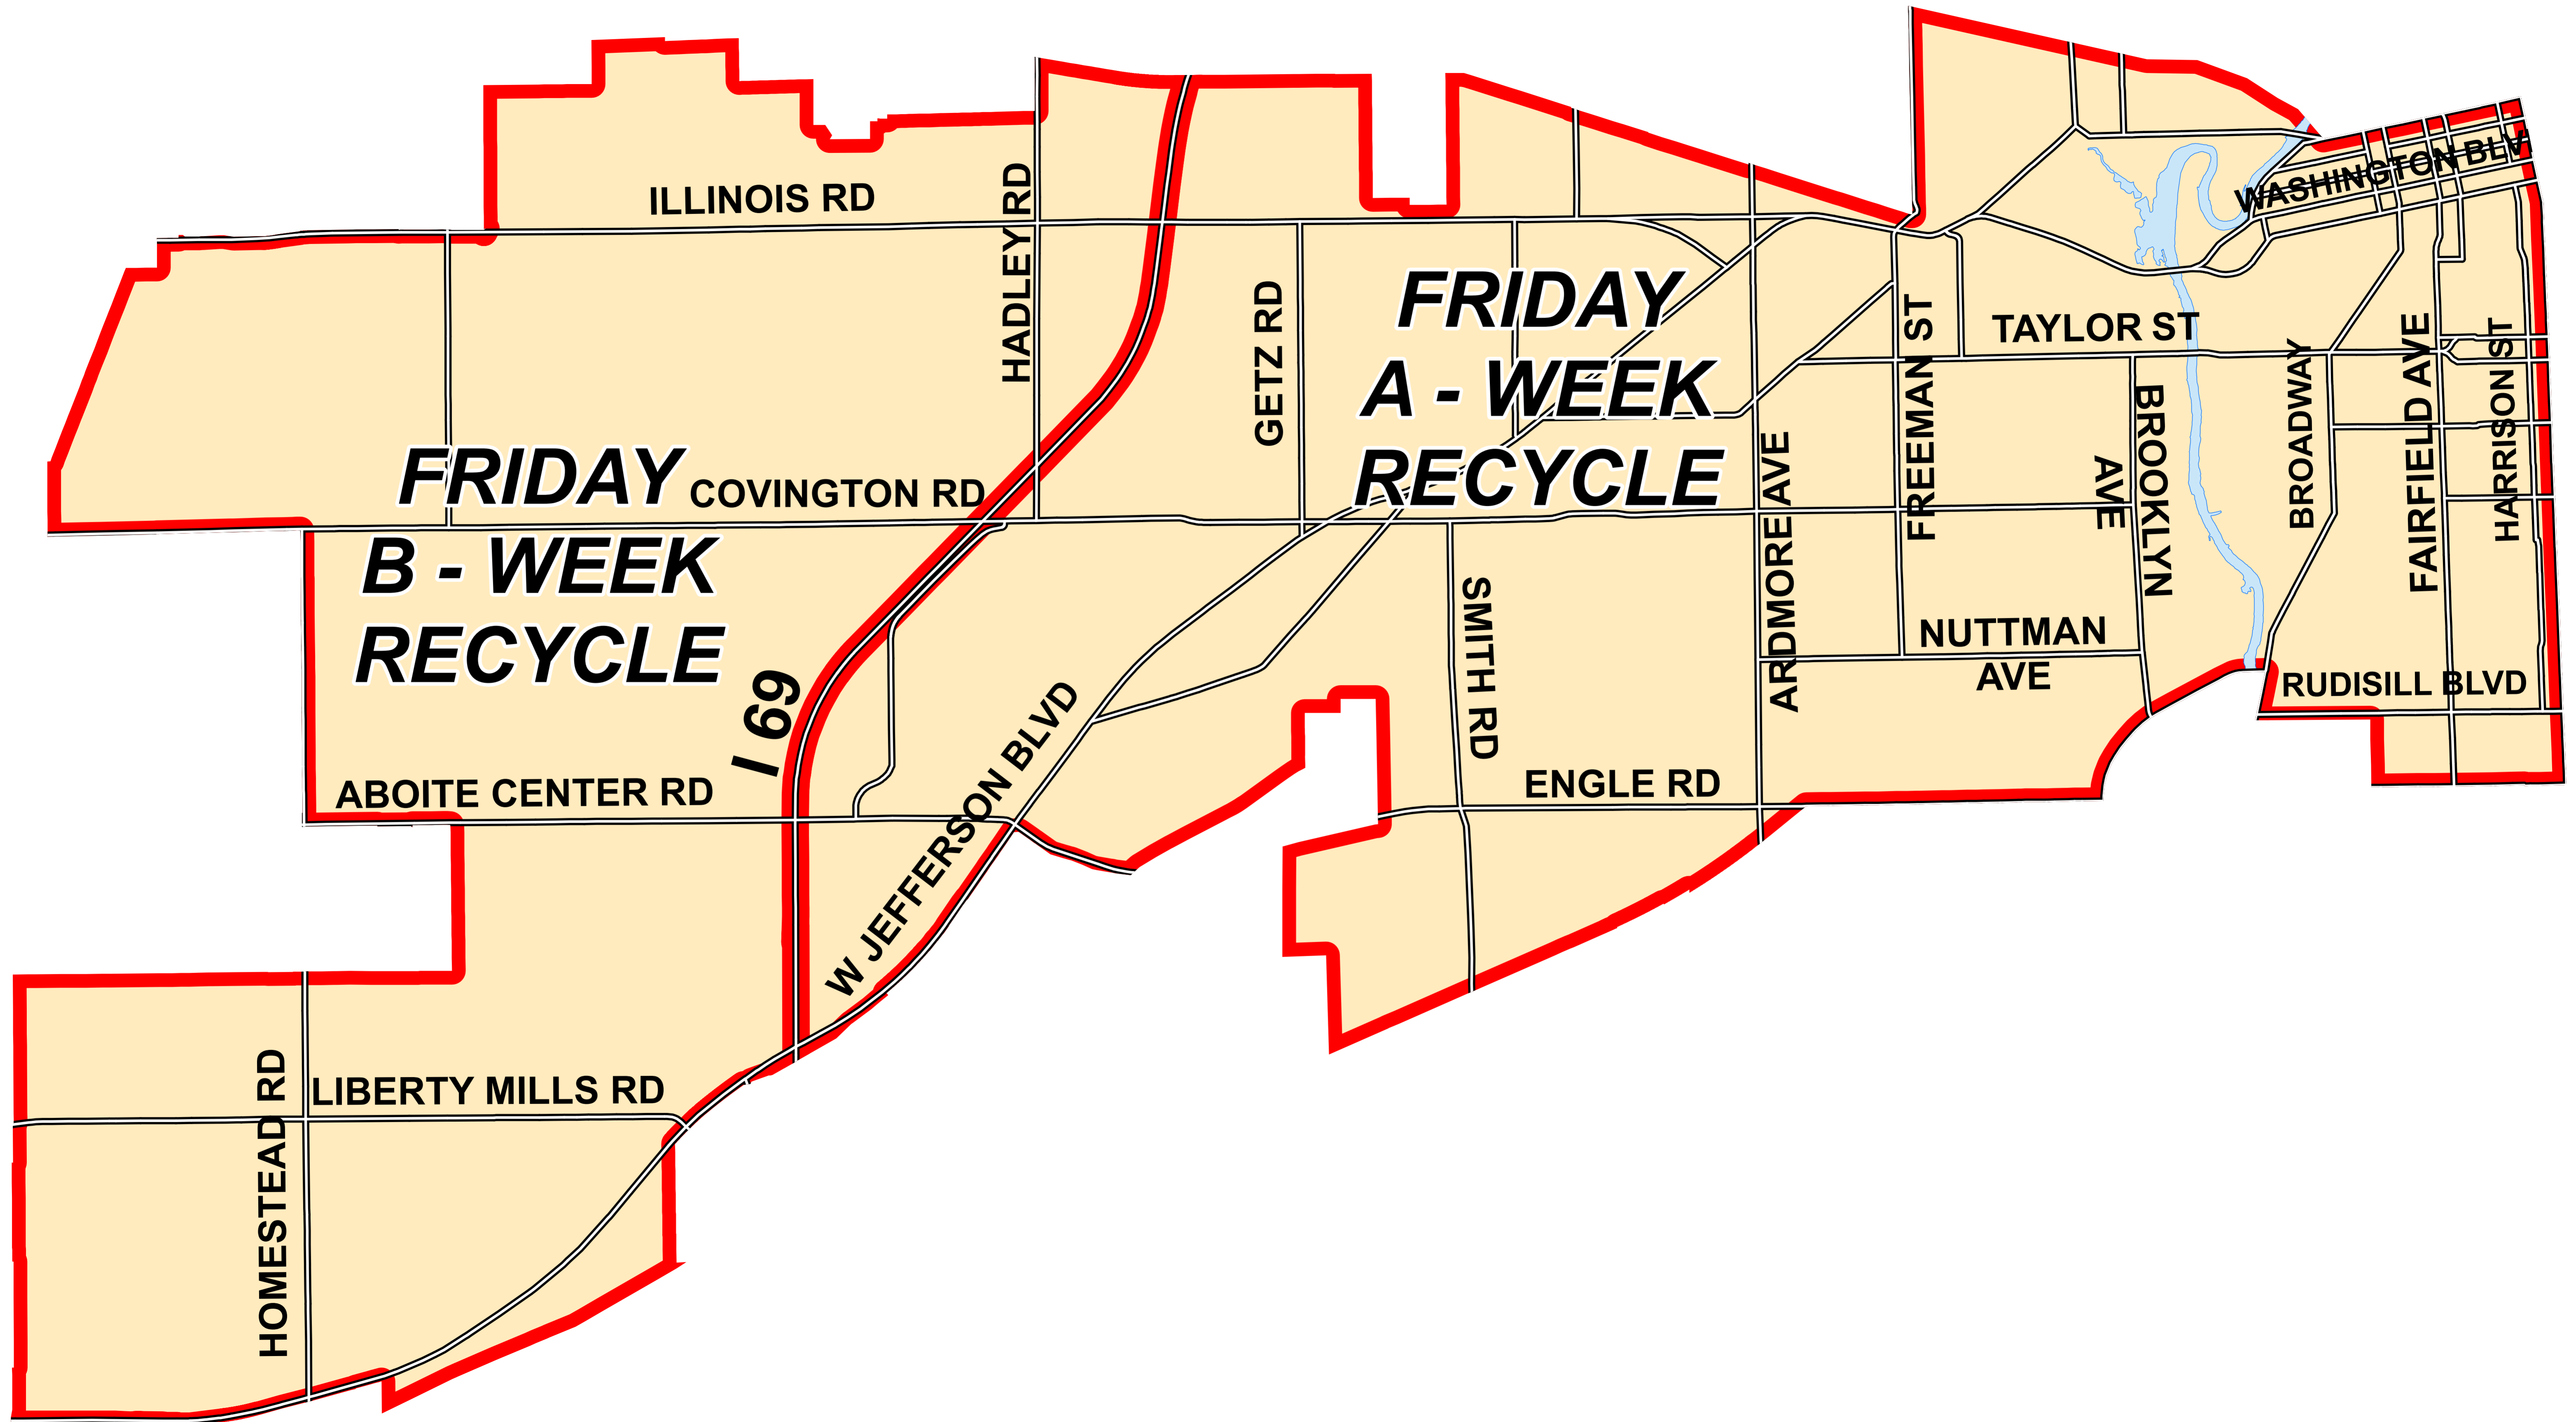 ILLINOIS RD
HADLEY RD
WASHINGTON BLV
FRIDAY
A - WEEK
RECYCLE
GETZ RD
FREEMAN ST
TAYLOR ST
BROADWAY
FAIRFIELD AVE
HARRISON ST
BROOKLYN
AVE
FRIDAY
B - WEEK
RECYCLE
COVINGTON RD
ARDMORE AVE
SMITH RD
NUTTMAN
AVE
RUDISILL BLVD
I 69
W JEFFERSON BLVD
ABOITE CENTER RD
ENGLE RD
HOMESTEAD RD
LIBERTY MILLS RD